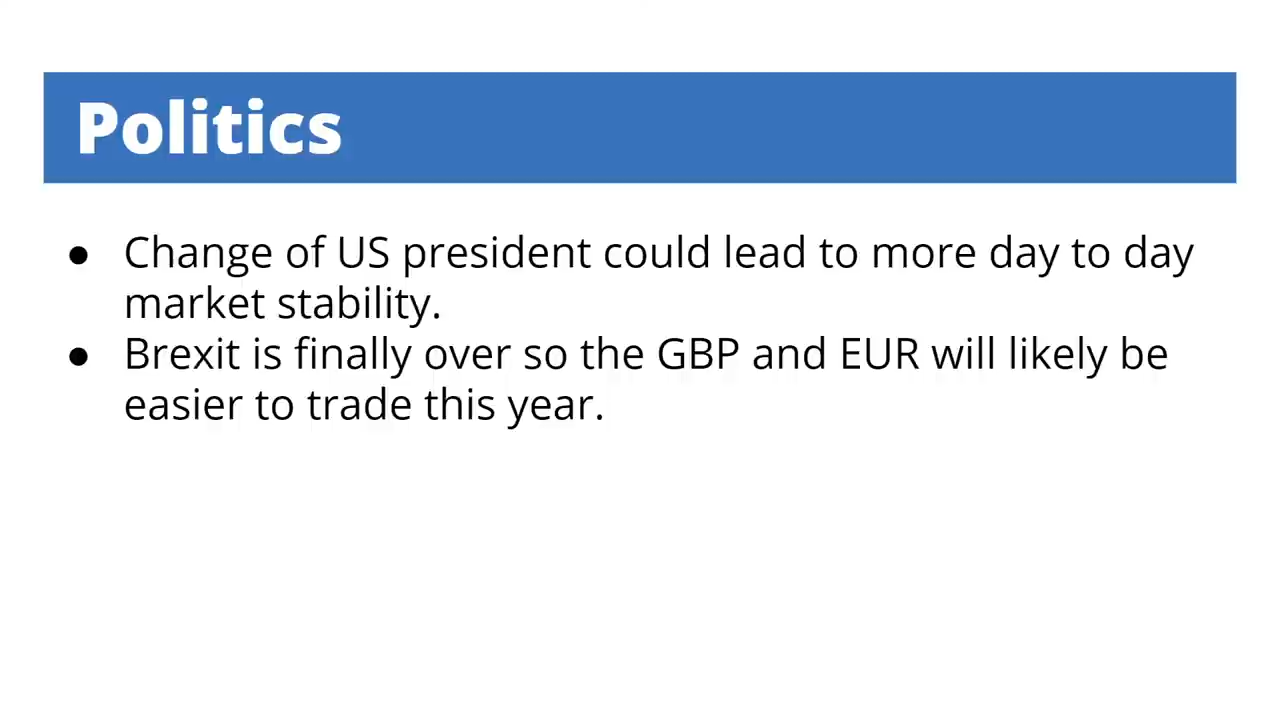 Politics
● Change of US president could lead to more day to day
market stability.
● Brexit is finally over so the GBP and EUR will likely be
easier to trade this year.